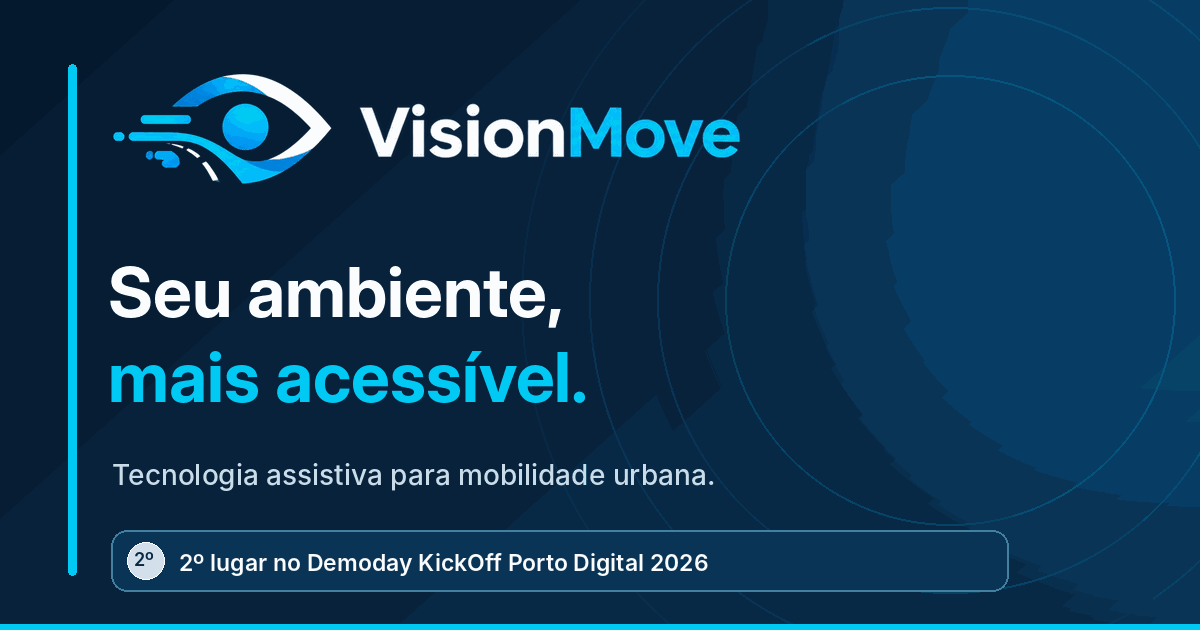 VisionMove
Seu ambiente,
mais acessível.
Tecnologia assistiva para mobilidade urbana.
2º 2º lugar no Demoday KickOff Porto Digital 2026